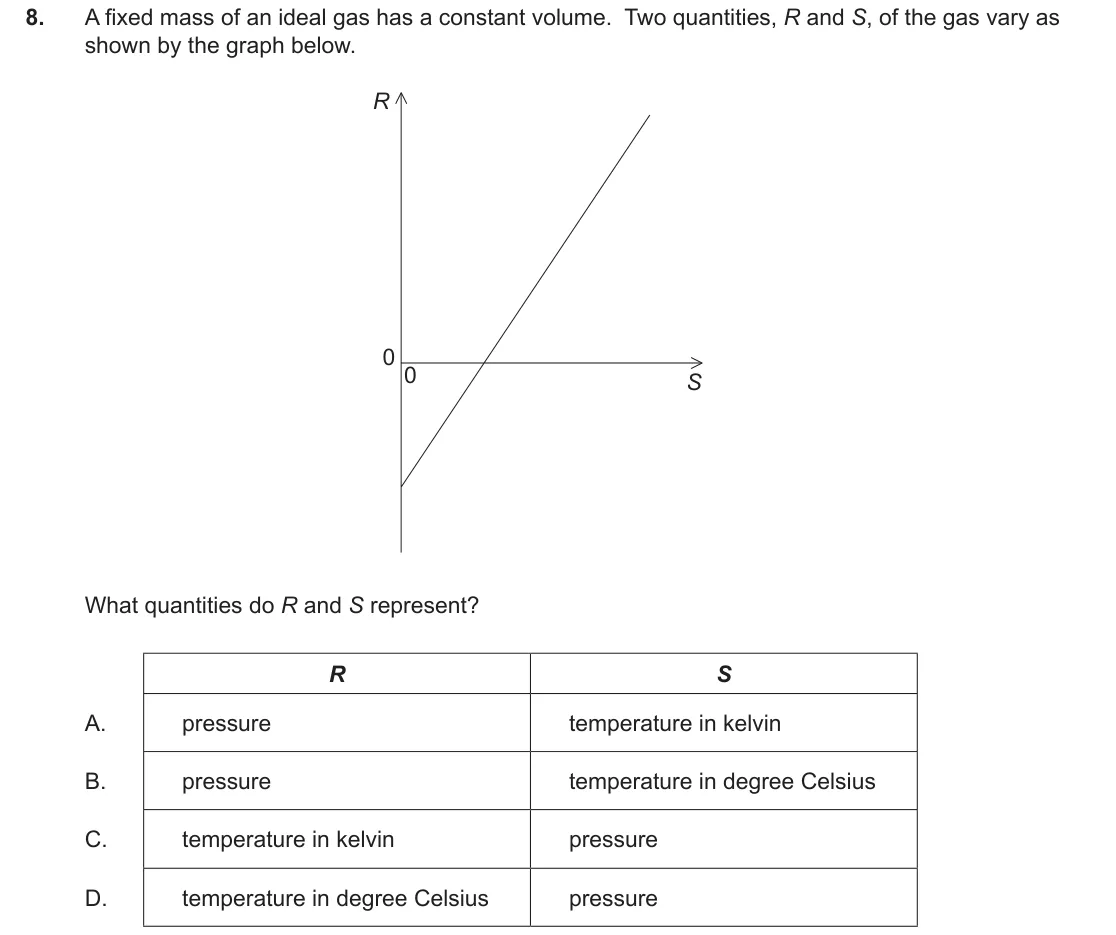 8. A fixed mass of an ideal gas has a constant volume. Two quantities, R and S, of the gas vary as
shown by the graph below.
R
0
0
S
What quantities do R and S represent?
R S
A. pressure temperature in kelvin
B. pressure temperature in degree Celsius
C. temperature in kelvin pressure
D. temperature in degree Celsius pressure